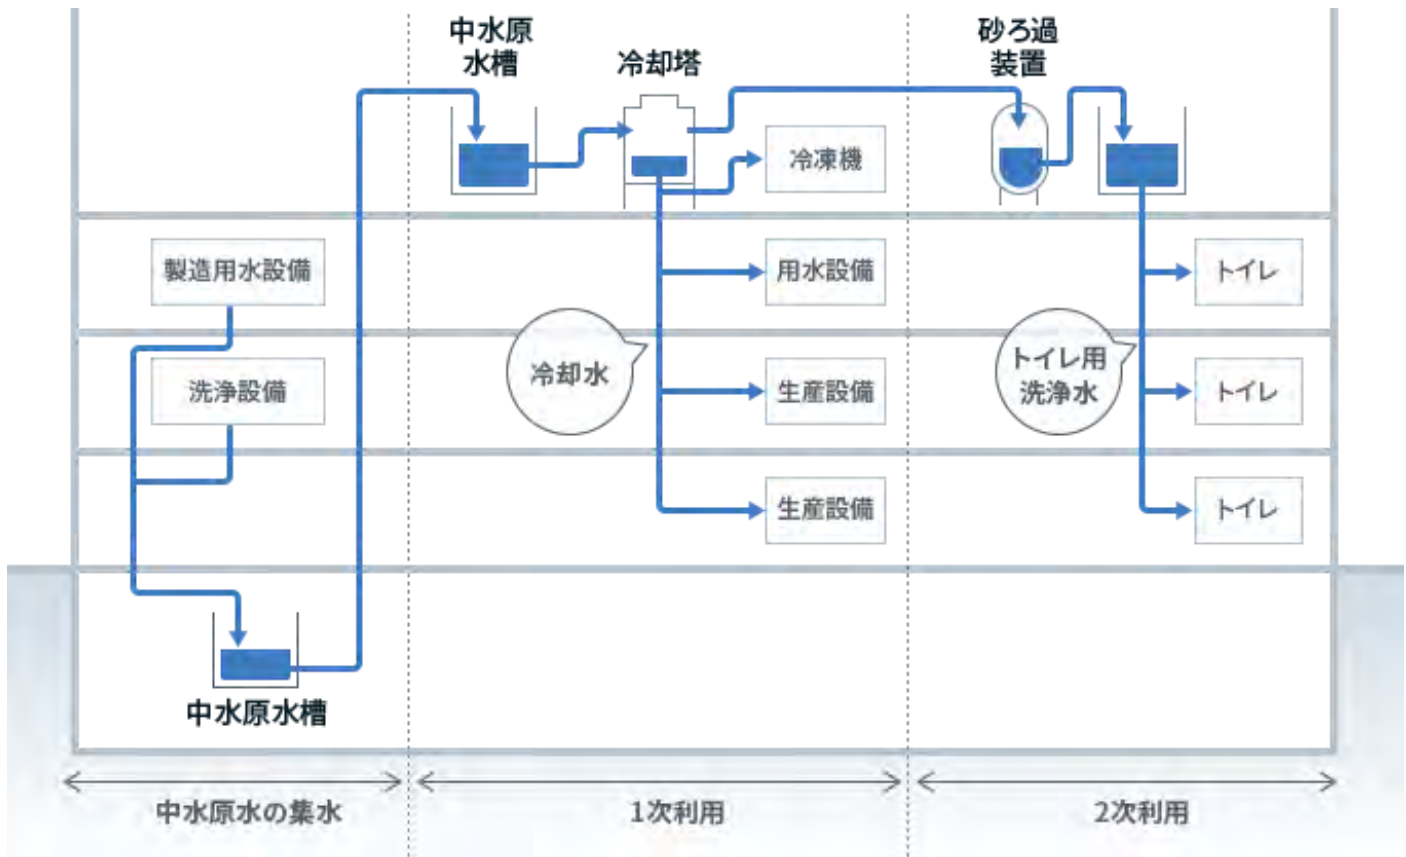 中水原
水槽
冷却塔
砂ろ過
装置
冷凍機
製造用水設備
用水設備
トイレ
洗浄設備
冷却水
生産設備
トイレ用
洗浄水
トイレ
生産設備
トイレ
中水原水槽
中水原水の集水
1次利用
2次利用